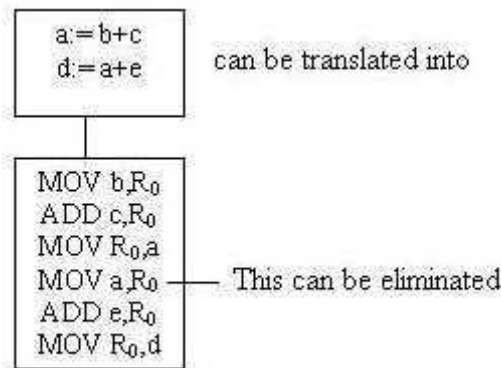 a:= b+c
d:= a+e
can be translated into
MOV b,R₀
ADD c,R₀
MOV R₀,a
MOV a,R₀
This can be eliminated
ADD e,R₀
MOV R₀,d